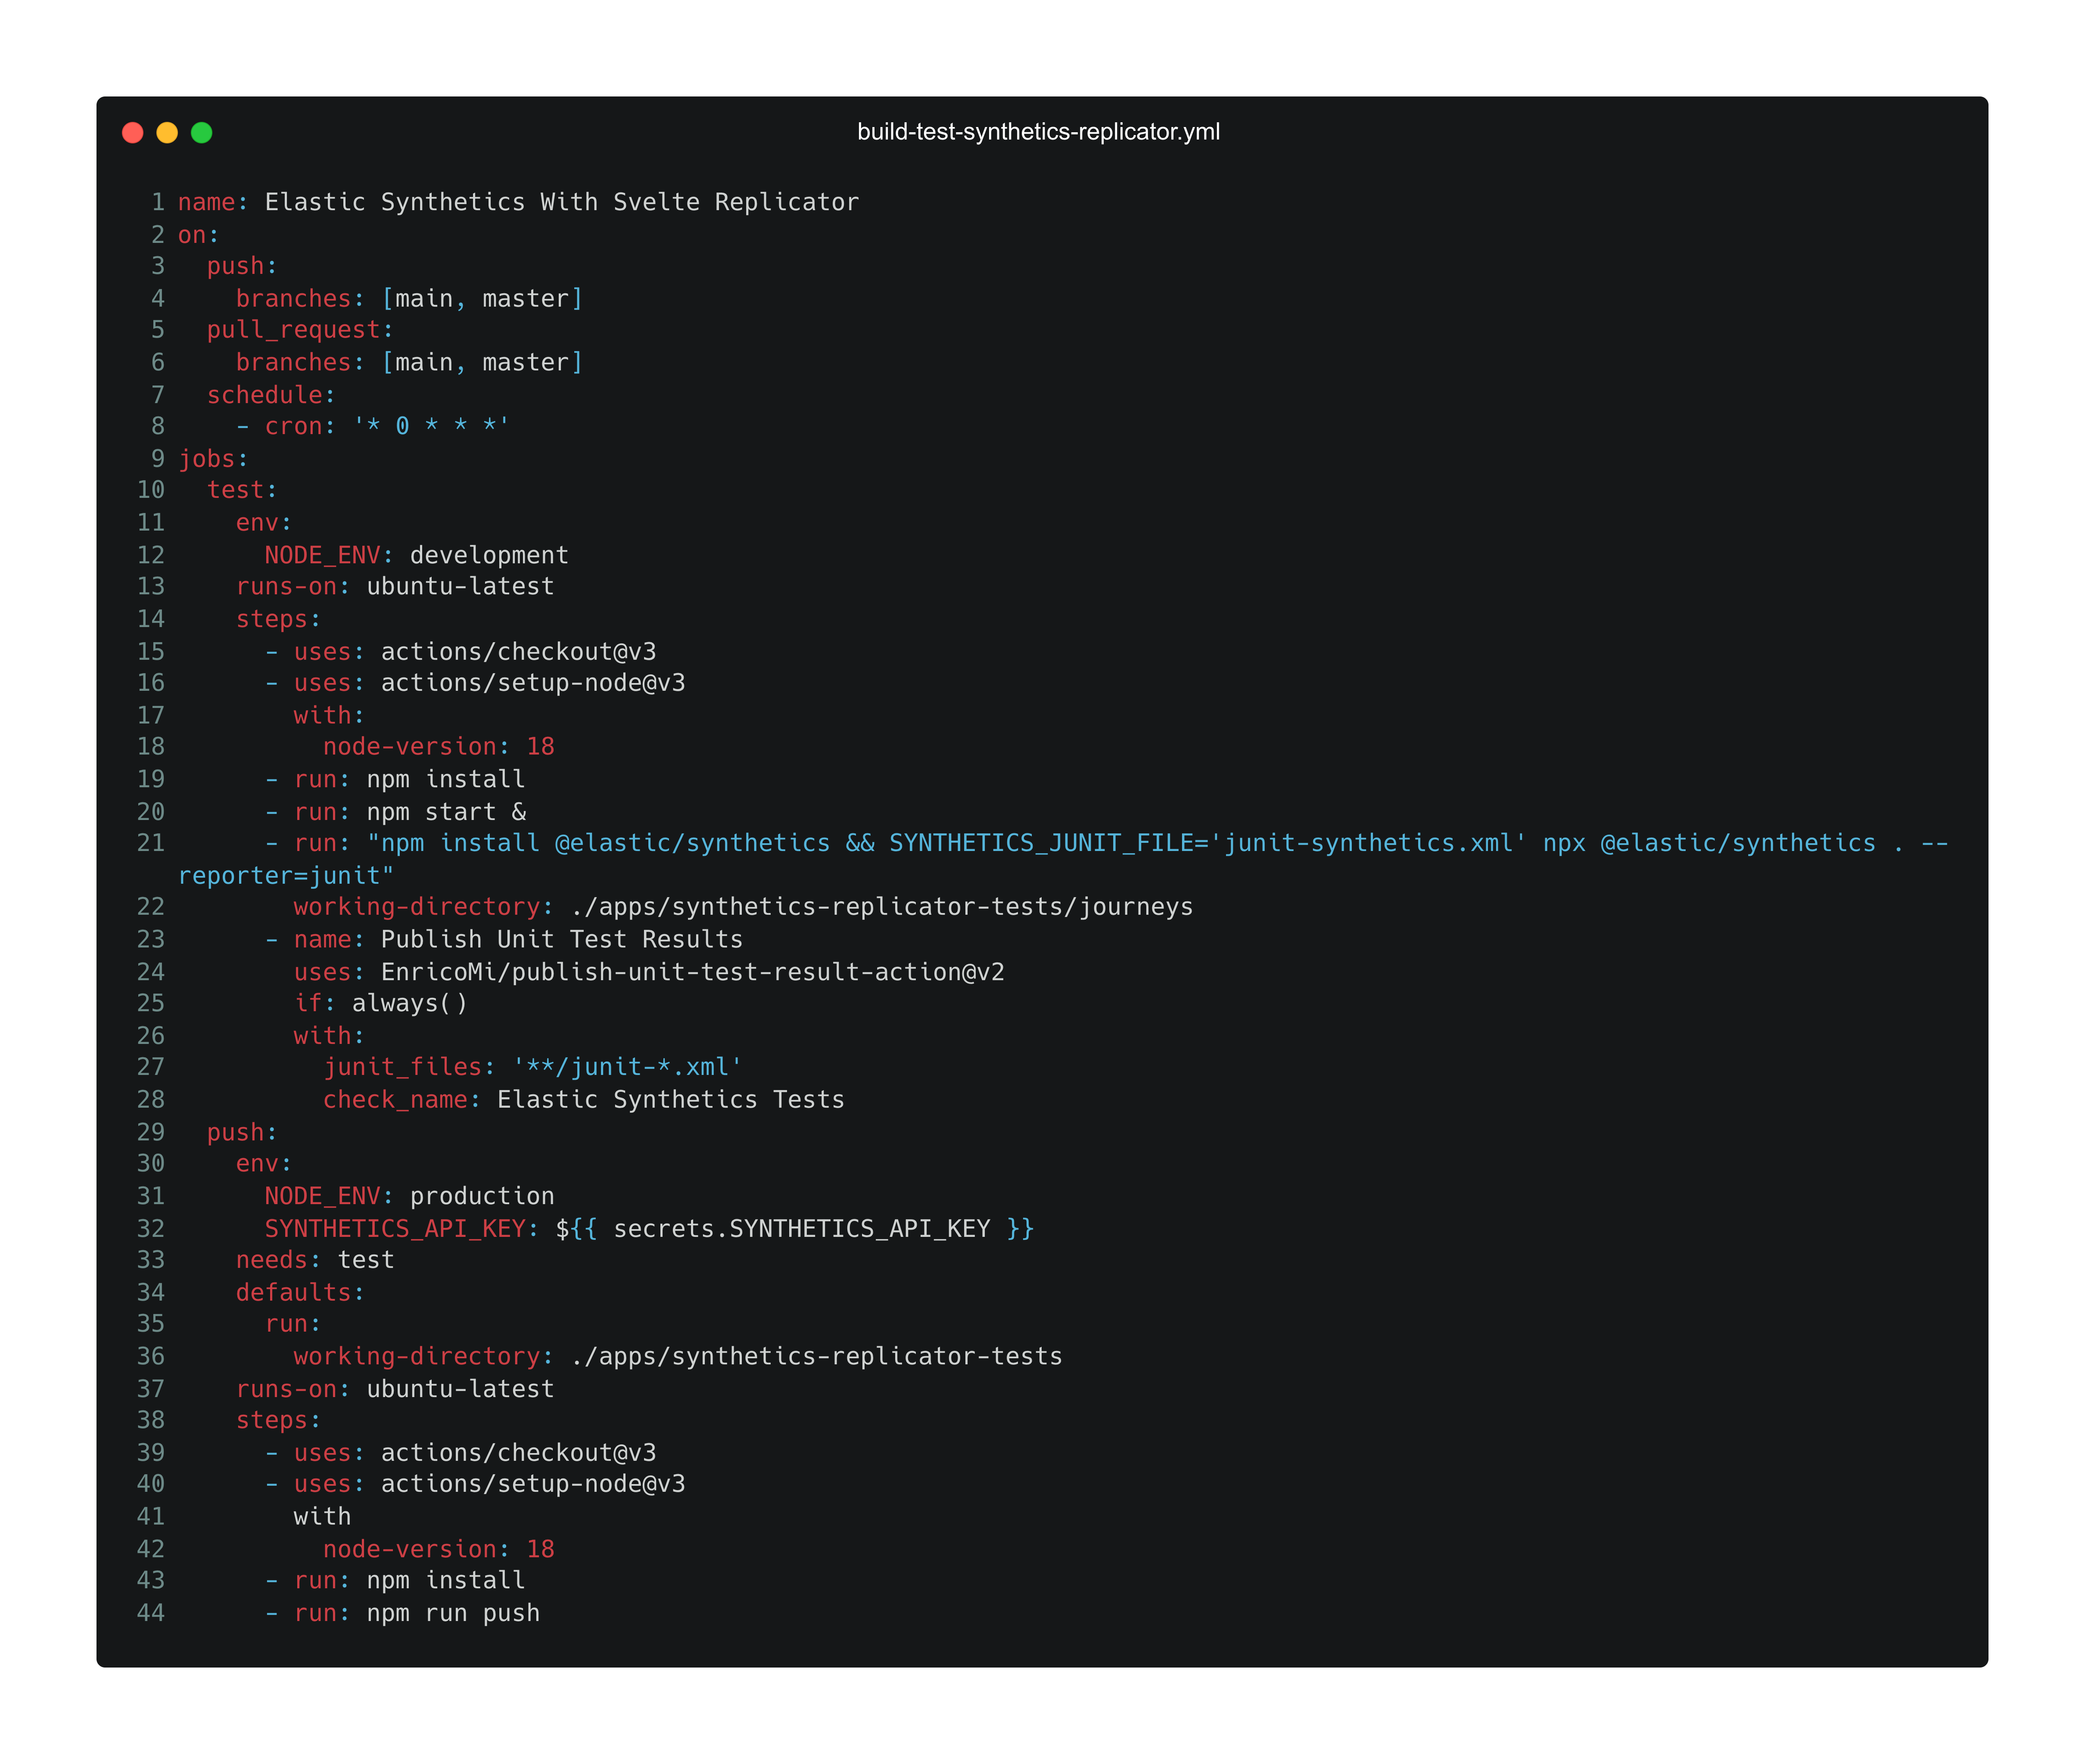 build-test-synthetics-replicator.yml
1 name: Elastic Synthetics With Svelte Replicator
2 on:
3   push:
4     branches: [main, master]
5   pull_request:
6     branches: [main, master]
7   schedule:
8     - cron: '* 0 * * *'
9 jobs:
10   test:
11     env:
12       NODE_ENV: development
13     runs-on: ubuntu-latest
14     steps:
15       - uses: actions/checkout@v3
16       - uses: actions/setup-node@v3
17         with:
18           node-version: 18
19       - run: npm install
20       - run: npm start &
21       - run: "npm install @elastic/synthetics && SYNTHETICS_JUNIT_FILE='junit-synthetics.xml' npx @elastic/synthetics . --
reporter=junit"
22         working-directory: ./apps/synthetics-replicator-tests/journeys
23       - name: Publish Unit Test Results
24         uses: EnricoMi/publish-unit-test-result-action@v2
25         if: always()
26         with:
27           junit_files: '**/junit-*.xml'
28           check_name: Elastic Synthetics Tests
29   push:
30     env:
31       NODE_ENV: production
32       SYNTHETICS_API_KEY: ${{ secrets.SYNTHETICS_API_KEY }}
33     needs: test
34     defaults:
35       run:
36         working-directory: ./apps/synthetics-replicator-tests
37     runs-on: ubuntu-latest
38     steps:
39       - uses: actions/checkout@v3
40       - uses: actions/setup-node@v3
41         with
42           node-version: 18
43       - run: npm install
44       - run: npm run push